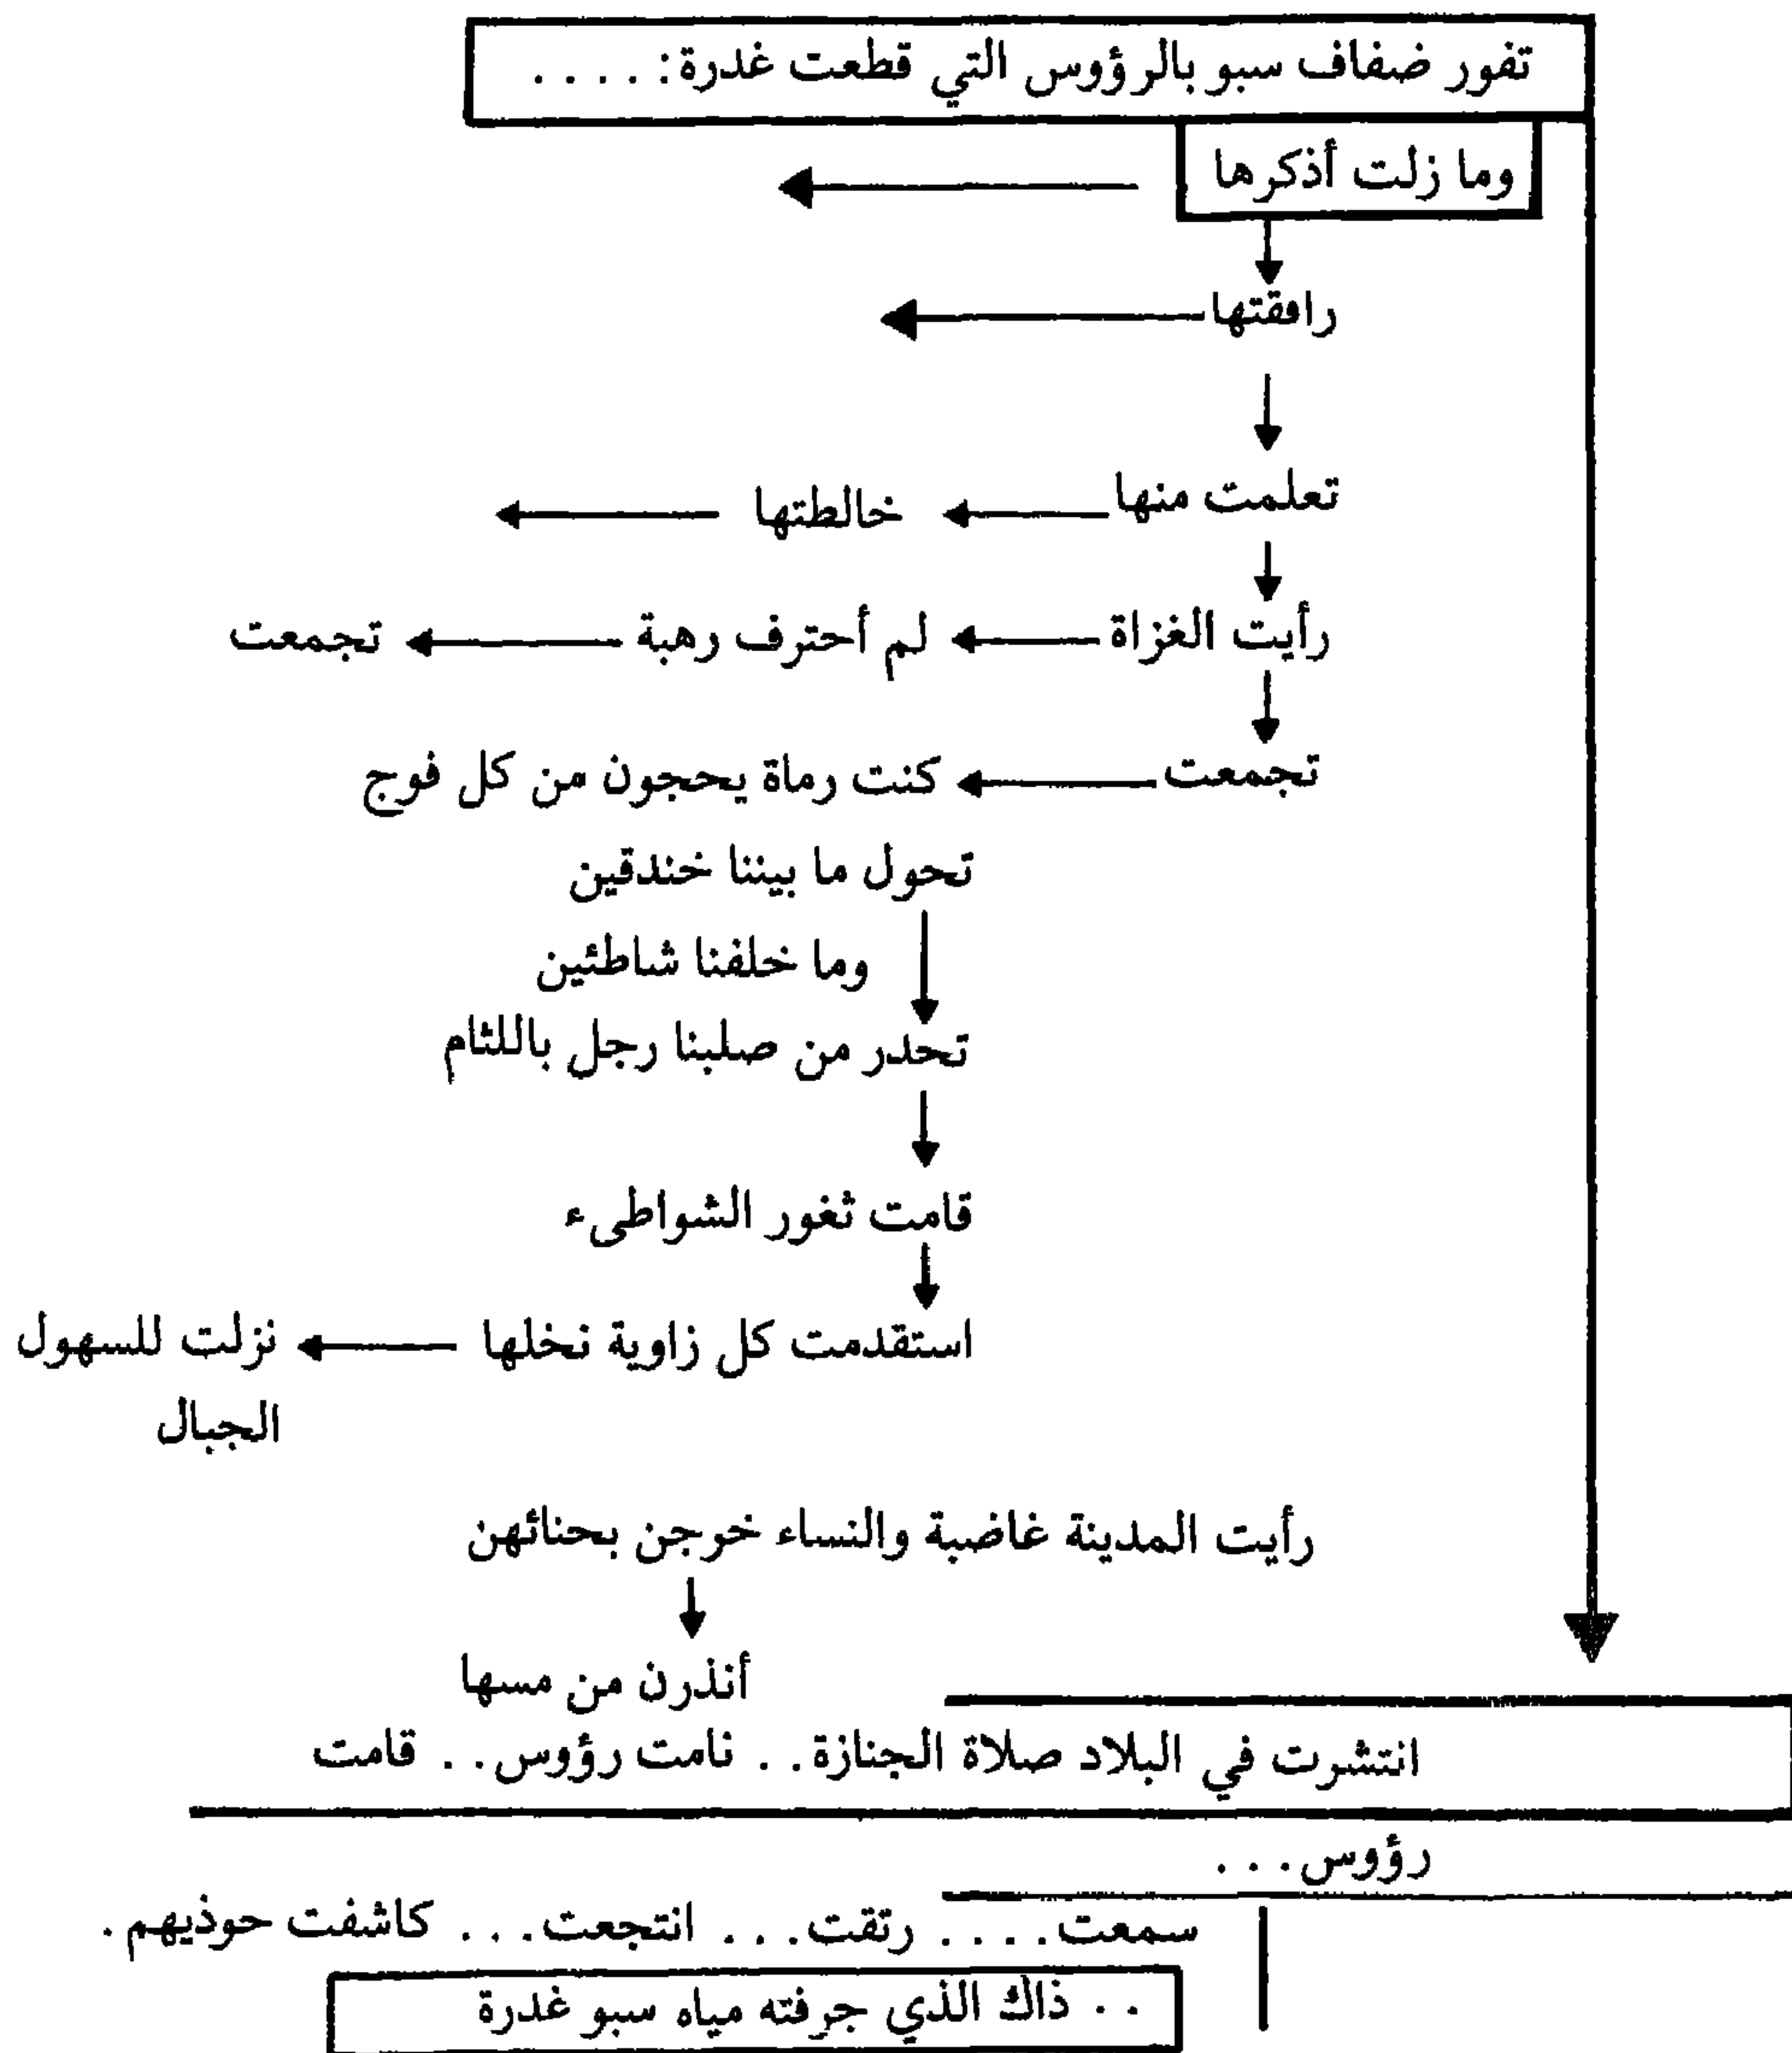 تفور ضفاف سبو بالرؤوس التي قطعت غدرة: . . . .
وما زلت أذكرها
رافقتها
تعلمت منها خالطتها
رأيت الغزاة لم أحترف رهبة تجمعت
تجمعت كنت رماة يحجون من كل فوج
تحول ما بيننا خندقين
وما خلفنا شاطئين
تحدر من صلبنا رجل باللثام
قامت ثغور الشواطىء
استقدمت كل زاوية نخلها نزلت للسهول
الجبال
رأيت المدينة غاضبة والنساء خرجن بحنائهن
أنذرن من مسها
انتشرت في البلاد صلاة الجنازة. . نامت رؤوس. . قامت
رؤوس. . .
سمعت. . . . رتقت. . . انتجعت. . . كاشفت حوذيهم.
. . ذاك الذي جرفته مياه سبو غدرة